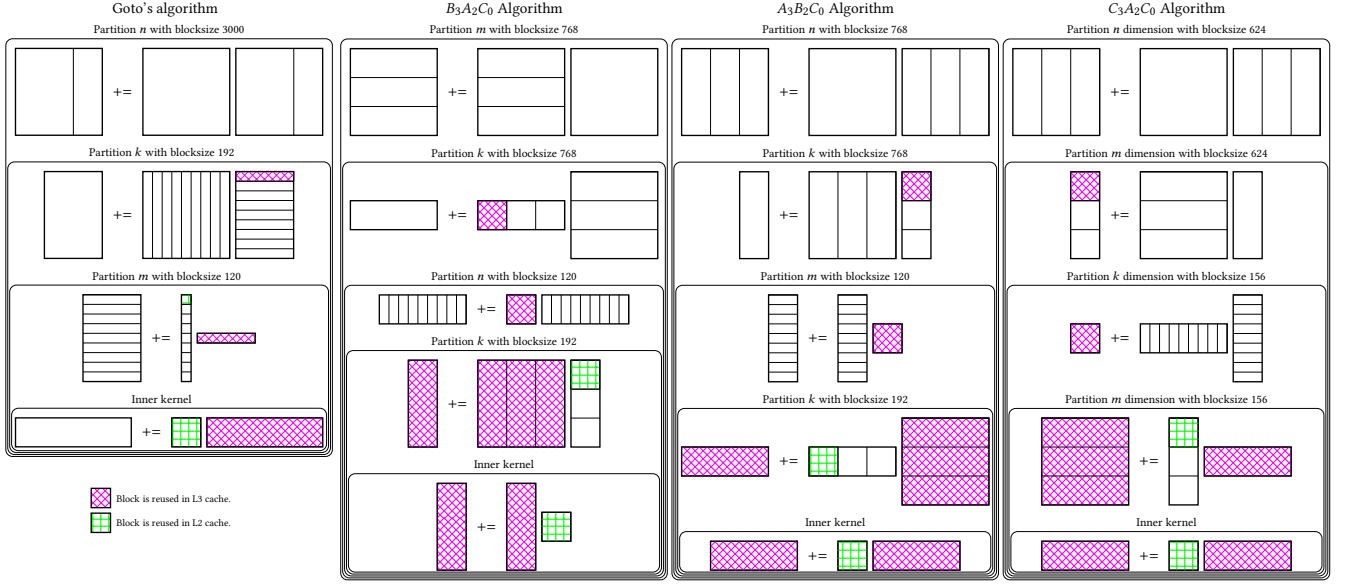 Goto's algorithm
Partition n with blocksize 3000
+=
Partition k with blocksize 192
+=
Partition m with blocksize 120
+=
Inner kernel
+=
Block is reused in L3 cache.
Block is reused in L2 cache.
B₃A₂C₀ Algorithm
Partition m with blocksize 768
+=
Partition k with blocksize 768
+=
Partition n with blocksize 120
+=
Partition k with blocksize 192
+=
Inner kernel
+=
A₃B₂C₀ Algorithm
Partition n with blocksize 768
+=
Partition k with blocksize 768
+=
Partition m with blocksize 120
+=
Partition k with blocksize 192
+=
Inner kernel
+=
C₃A₂C₀ Algorithm
Partition n dimension with blocksize 624
+=
Partition m dimension with blocksize 624
+=
Partition k dimension with blocksize 156
+=
Partition m dimension with blocksize 156
+=
Inner kernel
+=